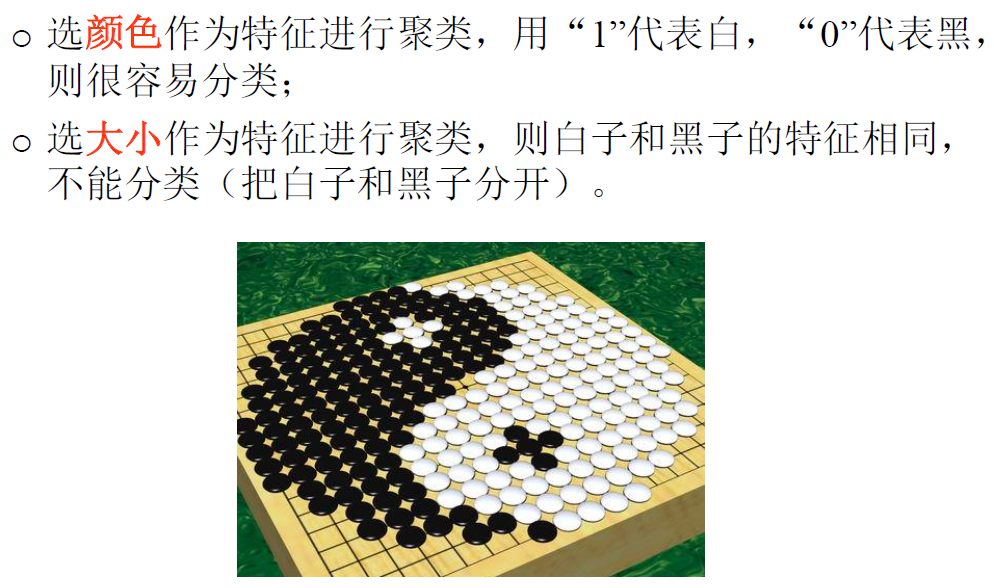 ○ 选颜色作为特征进行聚类，用“1”代表白，“0”代表黑，
则很容易分类；
○ 选大小作为特征进行聚类，则白子和黑子的特征相同，
不能分类（把白子和黑子分开）。